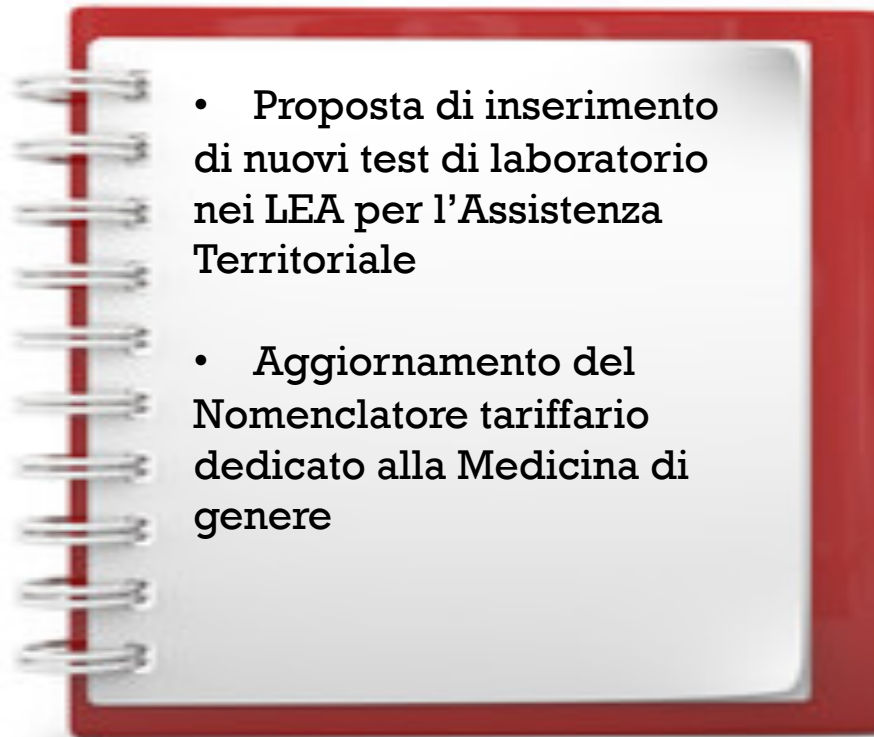 • Proposta di inserimento
di nuovi test di laboratorio
nei LEA per l’Assistenza
Territoriale
• Aggiornamento del
Nomenclatore tariffario
dedicato alla Medicina di
genere